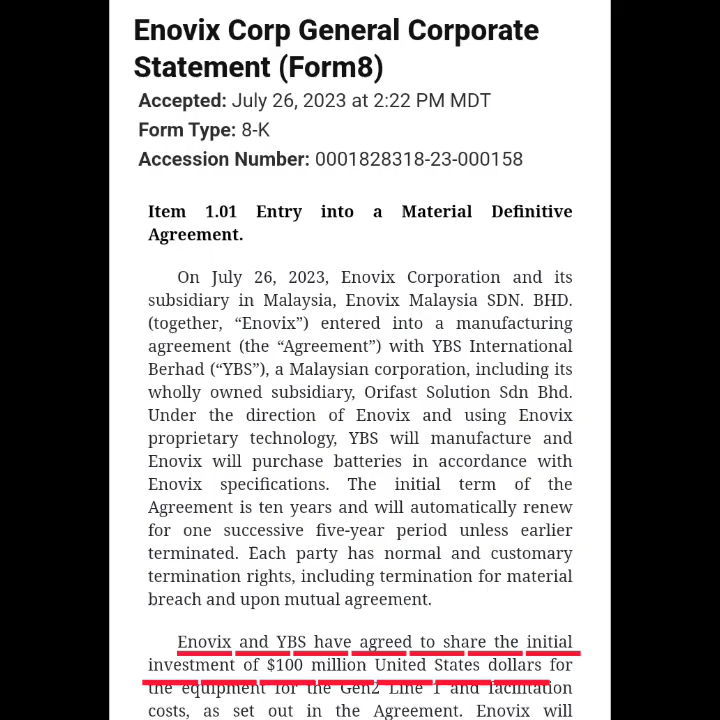 Enovix Corp General Corporate
Statement (Form8)
Accepted: July 26, 2023 at 2:22 PM MDT
Form Type: 8-K
Accession Number: 0001828318-23-000158
Item 1.01 Entry into a Material Definitive
Agreement.
On July 26, 2023, Enovix Corporation and its
subsidiary in Malaysia, Enovix Malaysia SDN. BHD.
(together, “Enovix”) entered into a manufacturing
agreement (the “Agreement”) with YBS International
Berhad (“YBS”), a Malaysian corporation, including its
wholly owned subsidiary, Orifast Solution Sdn Bhd.
Under the direction of Enovix and using Enovix
proprietary technology, YBS will manufacture and
Enovix will purchase batteries in accordance with
Enovix specifications. The initial term of the
Agreement is ten years and will automatically renew
for one successive five-year period unless earlier
terminated. Each party has normal and customary
termination rights, including termination for material
breach and upon mutual agreement.
Enovix and YBS have agreed to share the initial
investment of $100 million United States dollars for
the equipment for the Gen2 Line 1 and facilitation
costs, as set out in the Agreement. Enovix will